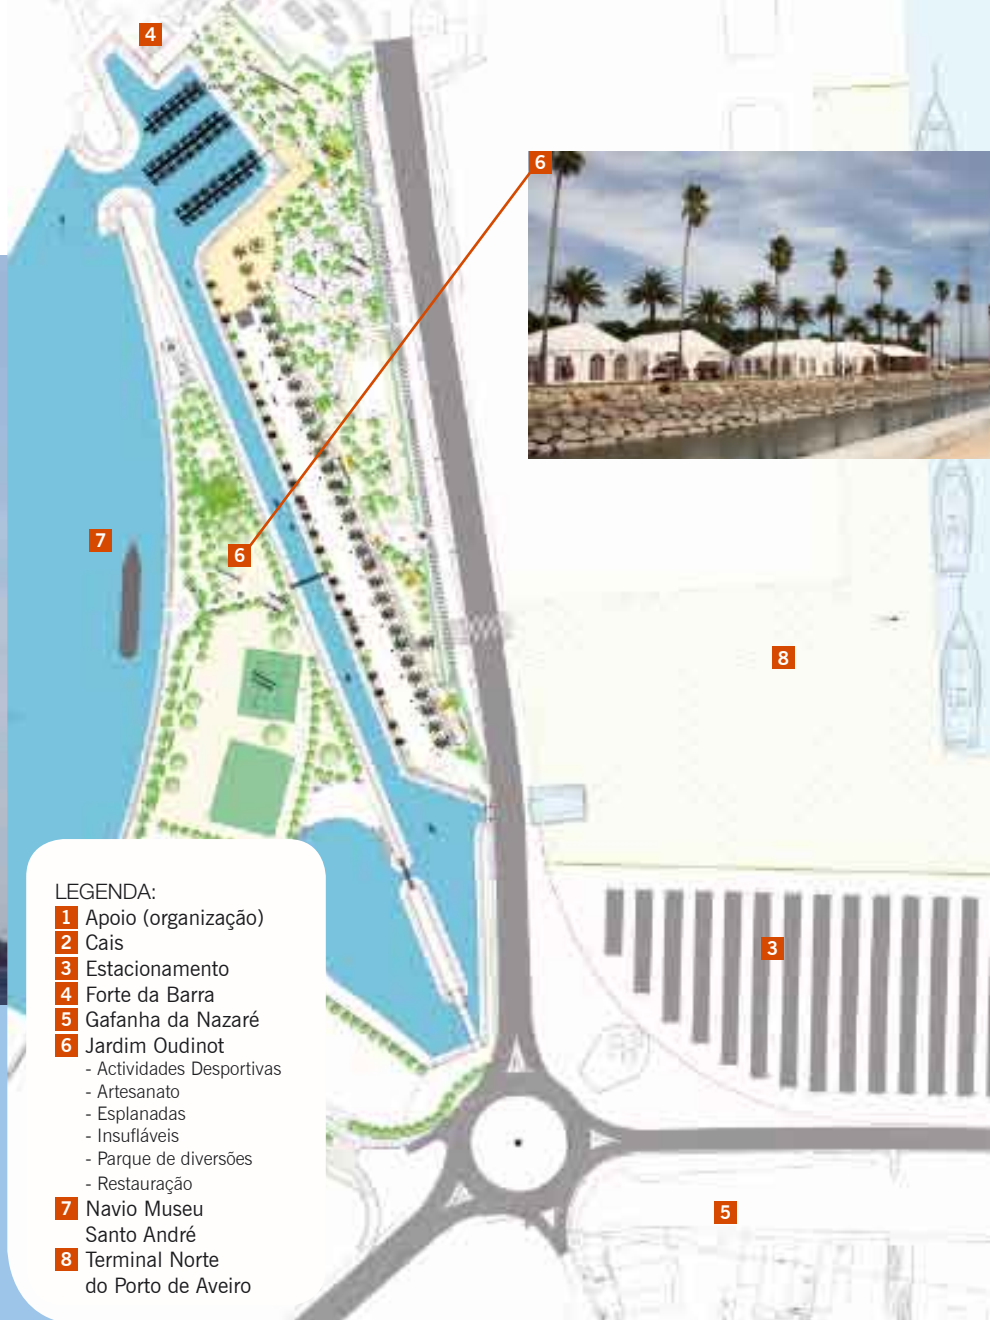 4
6
7
6
8
3
5
LEGENDA:
1 Apoio (organização)
2 Cais
3 Estacionamento
4 Forte da Barra
5 Gafanha da Nazaré
6 Jardim Oudinot
- Actividades Desportivas
- Artesanato
- Esplanadas
- Insufláveis
- Parque de diversões
- Restauração
7 Navio Museu
Santo André
8 Terminal Norte
do Porto de Aveiro